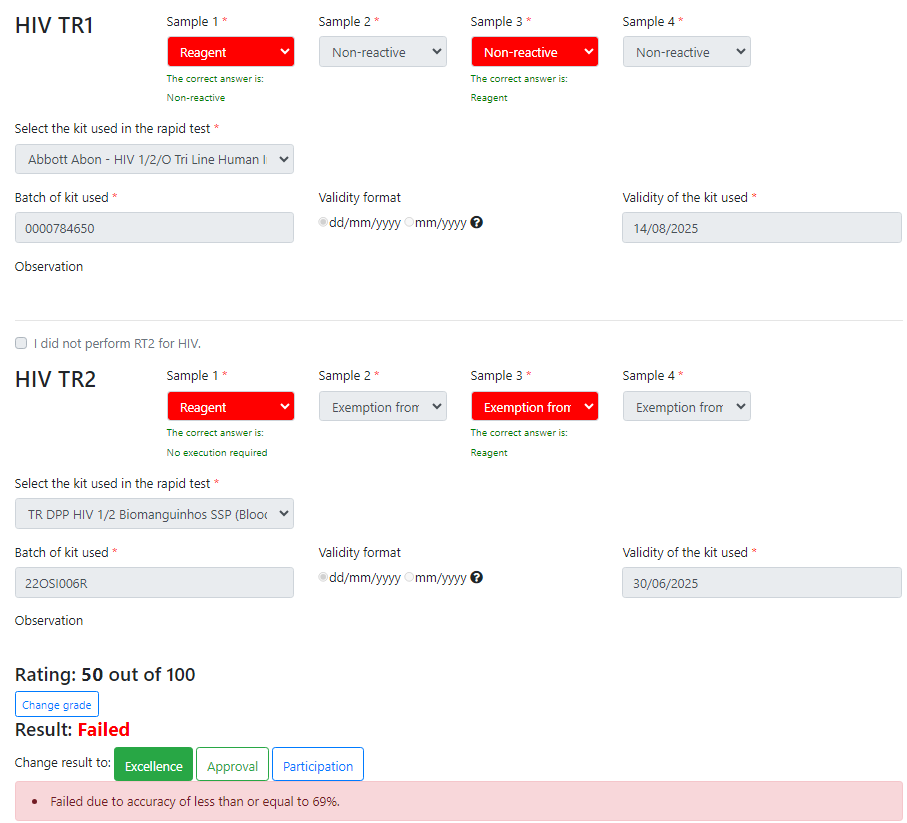 HIV TR1
Sample 1 * Sample 2 * Sample 3 * Sample 4 *
Reagent Non-reactive Non-reactive Non-reactive
The correct answer is: The correct answer is:
Non-reactive Reagent
Select the kit used in the rapid test *
Abbott Abon - HIV 1/2/O Tri Line Human I
Batch of kit used * Validity format Validity of the kit used *
0000784650 dd/mm/yyyy mm/yyyy ? 14/08/2025
Observation
I did not perform RT2 for HIV.
HIV TR2
Sample 1 * Sample 2 * Sample 3 * Sample 4 *
Reagent Exemption from Exemption from Exemption from
The correct answer is: The correct answer is:
No execution required Reagent
Select the kit used in the rapid test *
TR DPP HIV 1/2 Biomanguinhos SSP (Blood
Batch of kit used * Validity format Validity of the kit used *
22OSI006R dd/mm/yyyy mm/yyyy ? 30/06/2025
Observation
Rating: 50 out of 100
Change grade
Result: Failed
Change result to: Excellence Approval Participation
Failed due to accuracy of less than or equal to 69%.